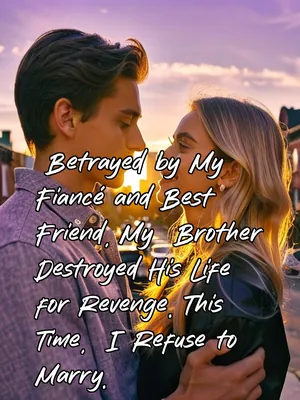 Betrayed by My
Fiancé and Best
Friend, My Brother
Destroyed His Life
for Revenge. This
Time, I Refuse to
Marry.